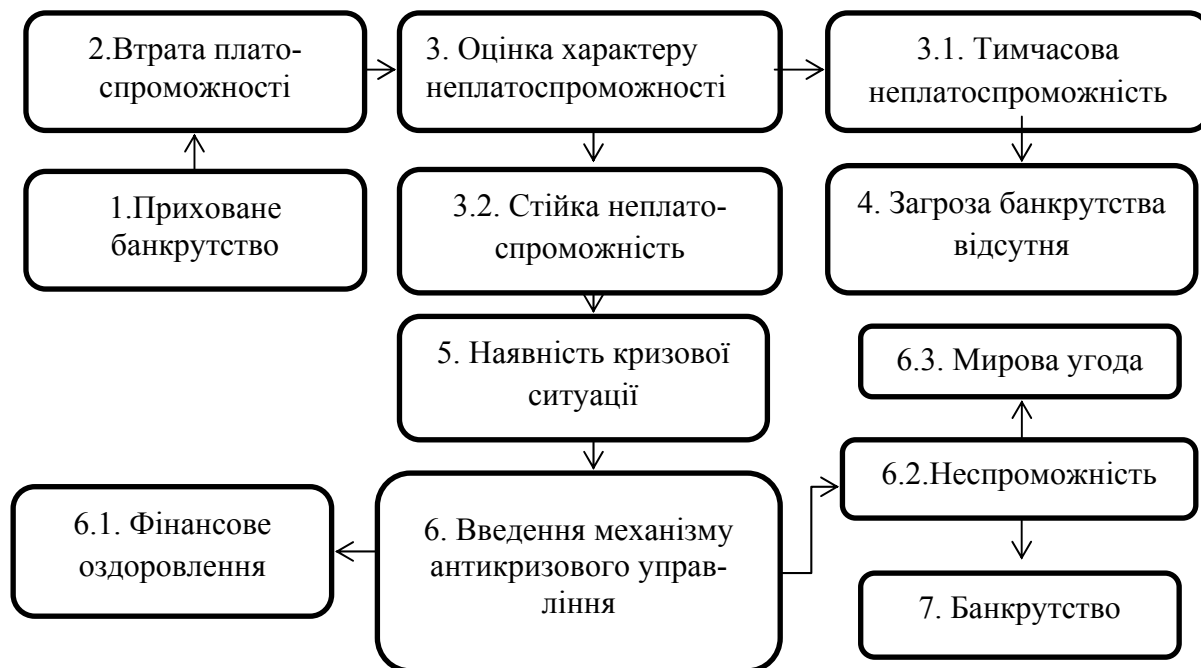 2.Втрата плато-
спроможності
3. Оцінка характеру
неплатоспроможності
3.1. Тимчасова
неплатоспроможність
1.Приховане
банкрутство
3.2. Стійка неплато-
спроможність
4. Загроза банкрутства
відсутня
5. Наявність кризової
ситуації
6.3. Мирова угода
6.2.Неспроможність
6.1. Фінансове
оздоровлення
6. Введення механізму
антикризового управ-
ління
7. Банкрутство